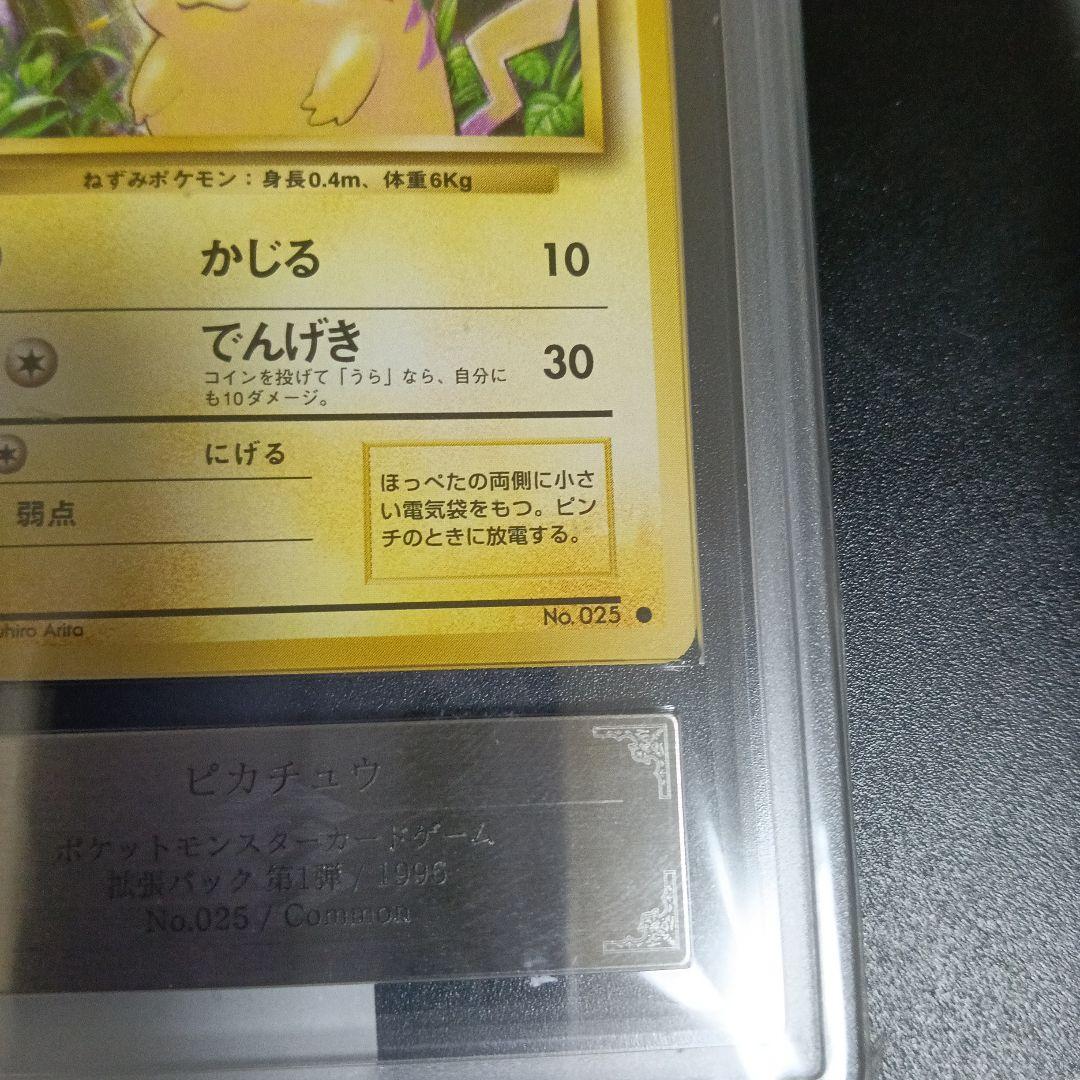 ねずみポケモン：身長0.4m、体重6Kg
かじる 10
でんげき 30
コインを投げて「うら」なら、自分に
も10ダメージ。
にげる
弱点
ほっぺたの両側に小さ
い電気袋をもつ。ピン
チのときに放電する。
No. 025 ●
uhiro Arita
ピカチュウ
ポケットモンスターカードゲーム
拡張パック 第1弾 / 1996
No.025 / Common